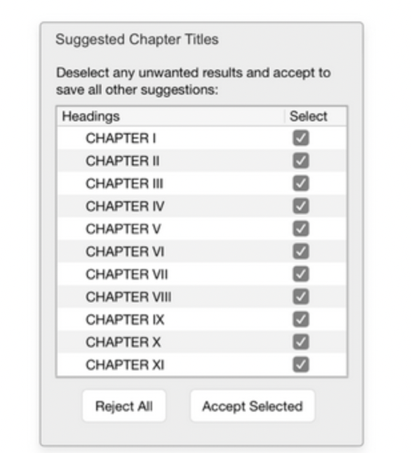 Suggested Chapter Titles
Deselect any unwanted results and accept to
save all other suggestions:
Headings Select
CHAPTER I
CHAPTER II
CHAPTER III
CHAPTER IV
CHAPTER V
CHAPTER VI
CHAPTER VII
CHAPTER VIII
CHAPTER IX
CHAPTER X
CHAPTER XI
Reject All Accept Selected